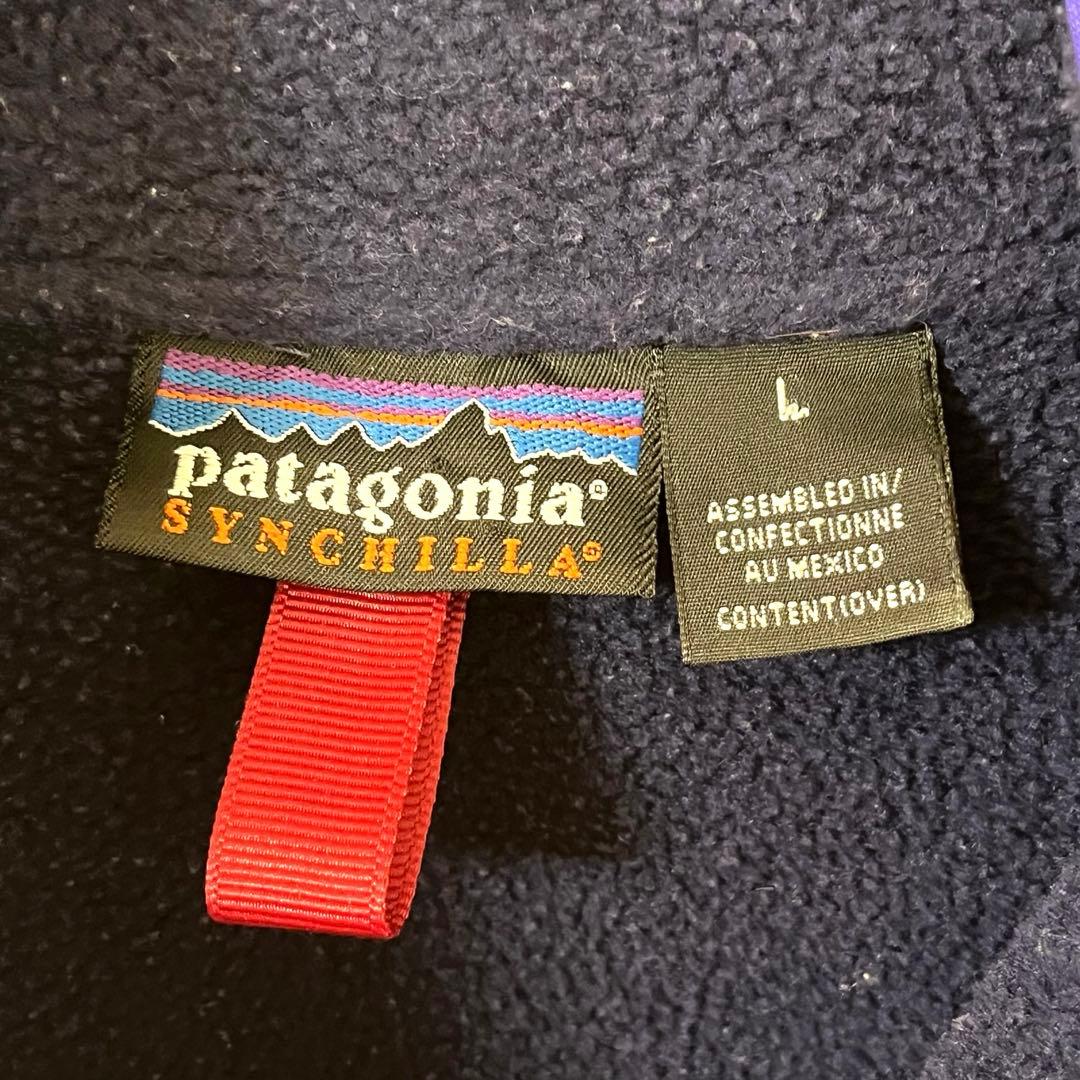 patagonia®
SYNCHILLA®
L
ASSEMBLED IN/
CONFECTIONNE
AU MEXICO
CONTENT(OVER)